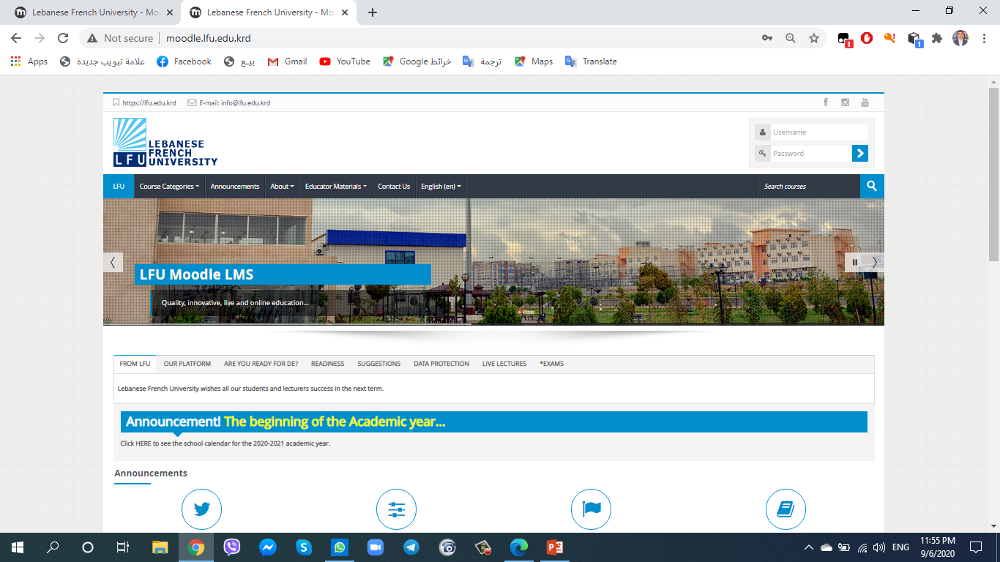 Lebanese French University - Mo
Lebanese French University - Mo
Not secure
moodle.lfu.edu.krd
1
1
Apps
علامة تبويب جديدة
Facebook
بيع
Gmail
YouTube
خرائط Google
ترجمة
Maps
Translate
https://lfu.edu.krd
E-mail: info@lfu.edu.krd
LFU
LEBANESE
FRENCH
UNIVERSITY
Username
Password
LFU
Course Categories
Announcements
About
Educator Materials
Contact Us
English (en)
Search courses
LFU Moodle LMS
Quality, innovative, live and online education...
FROM LFU
OUR PLATFORM
ARE YOU READY FOR DE?
READINESS
SUGGESTIONS
DATA PROTECTION
LIVE LECTURES
*EXAMS
Lebanese French University wishes all our students and lecturers success in the next term.
Announcement! The beginning of the Academic year...
Click HERE to see the school calendar for the 2020-2021 academic year.
Announcements
ENG
11:55 PM
9/6/2020